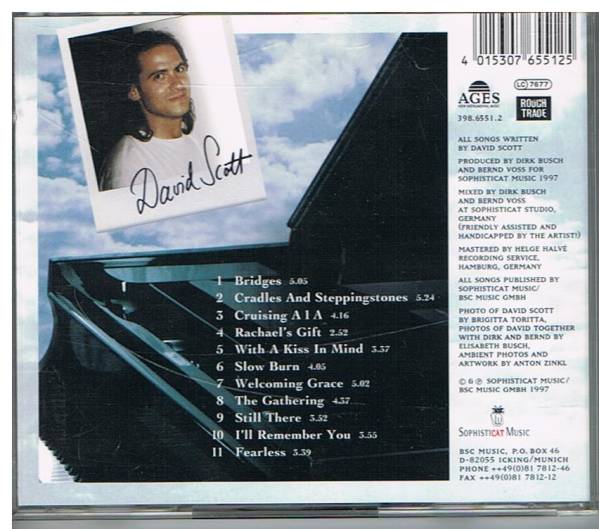 David Scott
1 Bridges 5.05
2 Cradles And Steppingstones 5.24
3 Cruising A I A 4.16
4 Rachael's Gift 2.52
5 With A Kiss In Mind 3.37
6 Slow Burn 4.05
7 Welcoming Grace 5.02
8 The Gathering 4.37
9 Still There 3.52
10 I'll Remember You 3.55
11 Fearless 3.39
4 015307 655125
AGES
LC 7677
ROUGH
TRADE
398.6551.2
ALL SONGS WRITTEN
BY DAVID SCOTT
PRODUCED BY DIRK BUSCH
AND BERND VOSS FOR
SOPHISTICAT MUSIC 1997
MIXED BY DIRK BUSCH
AND BERND VOSS
AT SOPHISTICAT STUDIO,
GERMANY
(FRIENDLY ASSISTED AND
HANDICAPPED BY THE ARTIST!)
MASTERED BY HELGE HALVÉ
RECORDING SERVICE,
HAMBURG, GERMANY
ALL SONGS PUBLISHED BY
SOPHISTICAT MUSIC/
BSC MUSIC GMBH
PHOTO OF DAVID SCOTT
BY BRIGITTA TORITTA,
PHOTOS OF DAVID TOGETHER
WITH DIRK AND BERND BY
ELISABETH BUSCH,
AMBIENT PHOTOS AND
ARTWORK BY ANTON ZINKL
© & ℗ SOPHISTICAT MUSIC/
BSC MUSIC GMBH 1997
SOPHISTICAT MUSIC
BSC MUSIC, P.O. BOX 46
D-82055 ICKING/MUNICH
PHONE ++49(0)81 7812-46
FAX ++49(0)81 7812-12